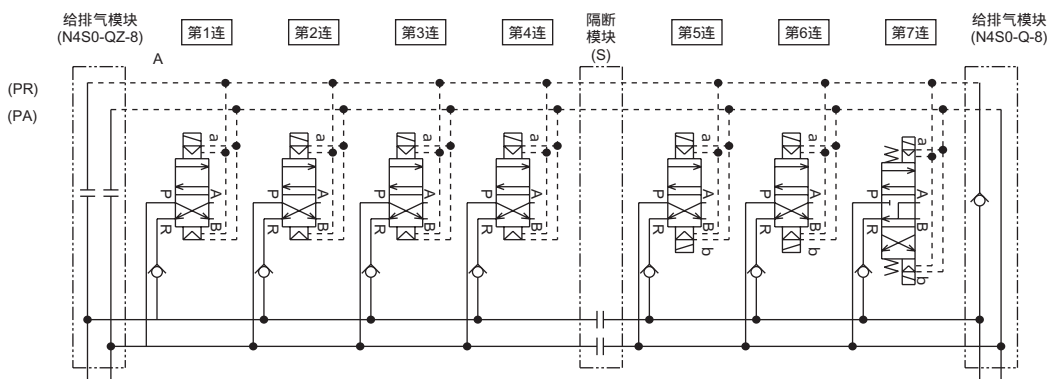 给排气模块
(N4S0-QZ-8)
第1连
第2连
第3连
第4连
隔断
模块
(S)
第5连
第6连
第7连
给排气模块
(N4S0-Q-8)
A
(PR)
(PA)
a
P
A
R
B
a
P
A
R
B
a
P
A
R
B
a
P
A
R
B
a
P
A
R
B
b
a
P
A
R
B
b
a
P
A
R
B
b